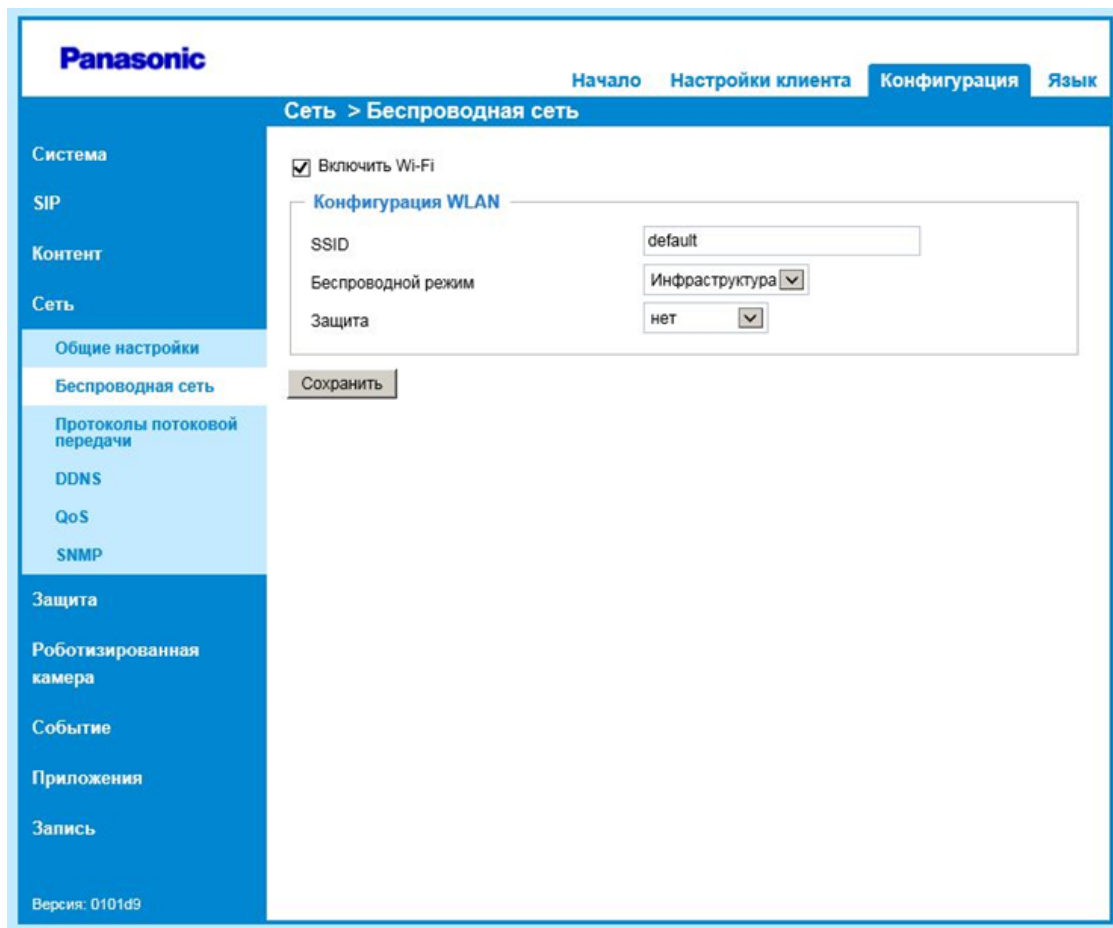 Panasonic
Начало Настройки клиента Конфигурация Язык
Сеть > Беспроводная сеть
Система
SIP
Контент
Сеть
Общие настройки
Беспроводная сеть
Протоколы потоковой
передачи
DDNS
QoS
SNMP
Защита
Роботизированная
камера
Событие
Приложения
Запись
Версия: 0101d9
Включить Wi-Fi
Конфигурация WLAN
SSID default
Беспроводной режим Инфраструктура
Защита нет
Сохранить